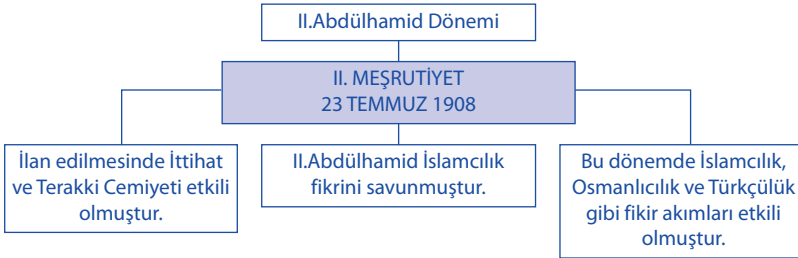 II.Abdülhamid Dönemi
II. MEŞRUTİYET
23 TEMMUZ 1908
İlan edilmesinde İttihat
ve Terakki Cemiyeti etkili
olmuştur.
II.Abdülhamid İslamcılık
fikrini savunmuştur.
Bu dönemde İslamcılık,
Osmanlıcılık ve Türkçülük
gibi fikir akımları etkili
olmuştur.